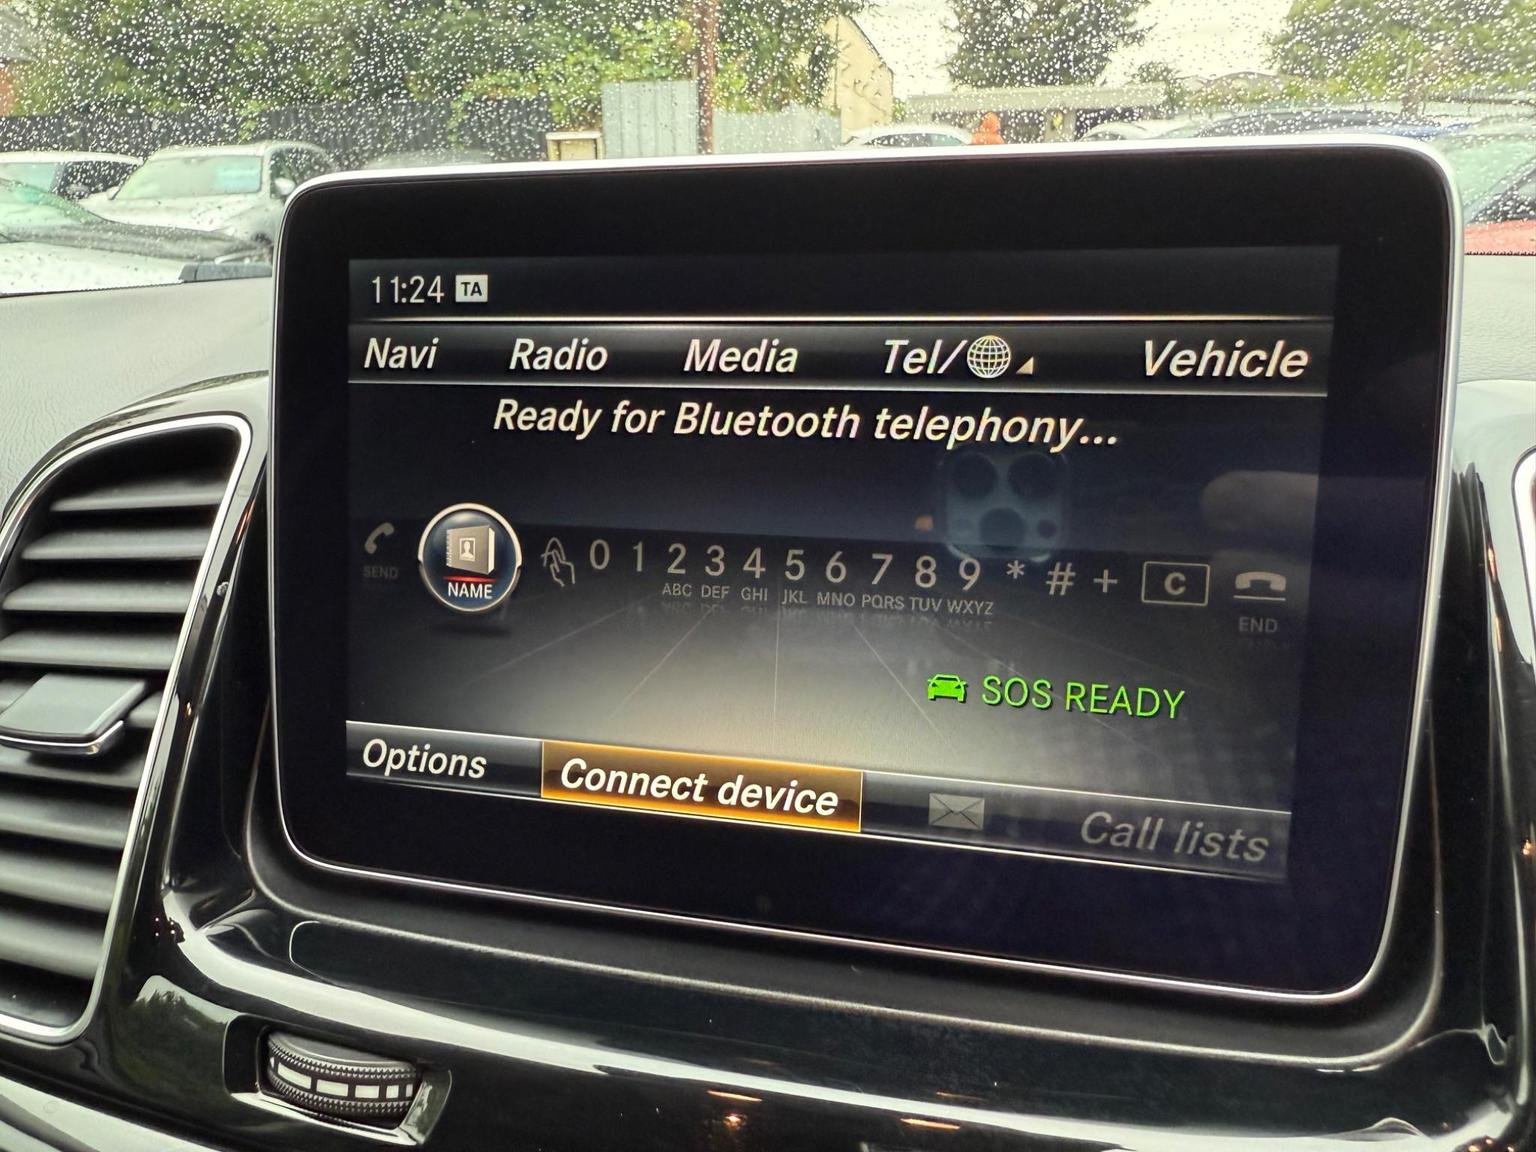 11:24 TA
Navi Radio Media Tel/ Vehicle
Ready for Bluetooth telephony...
SEND NAME 0 1 2 3 4 5 6 7 8 9 * # + C END
ABC DEF GHI JKL MNO PQRS TUV WXYZ
SOS READY
Options Connect device Call lists